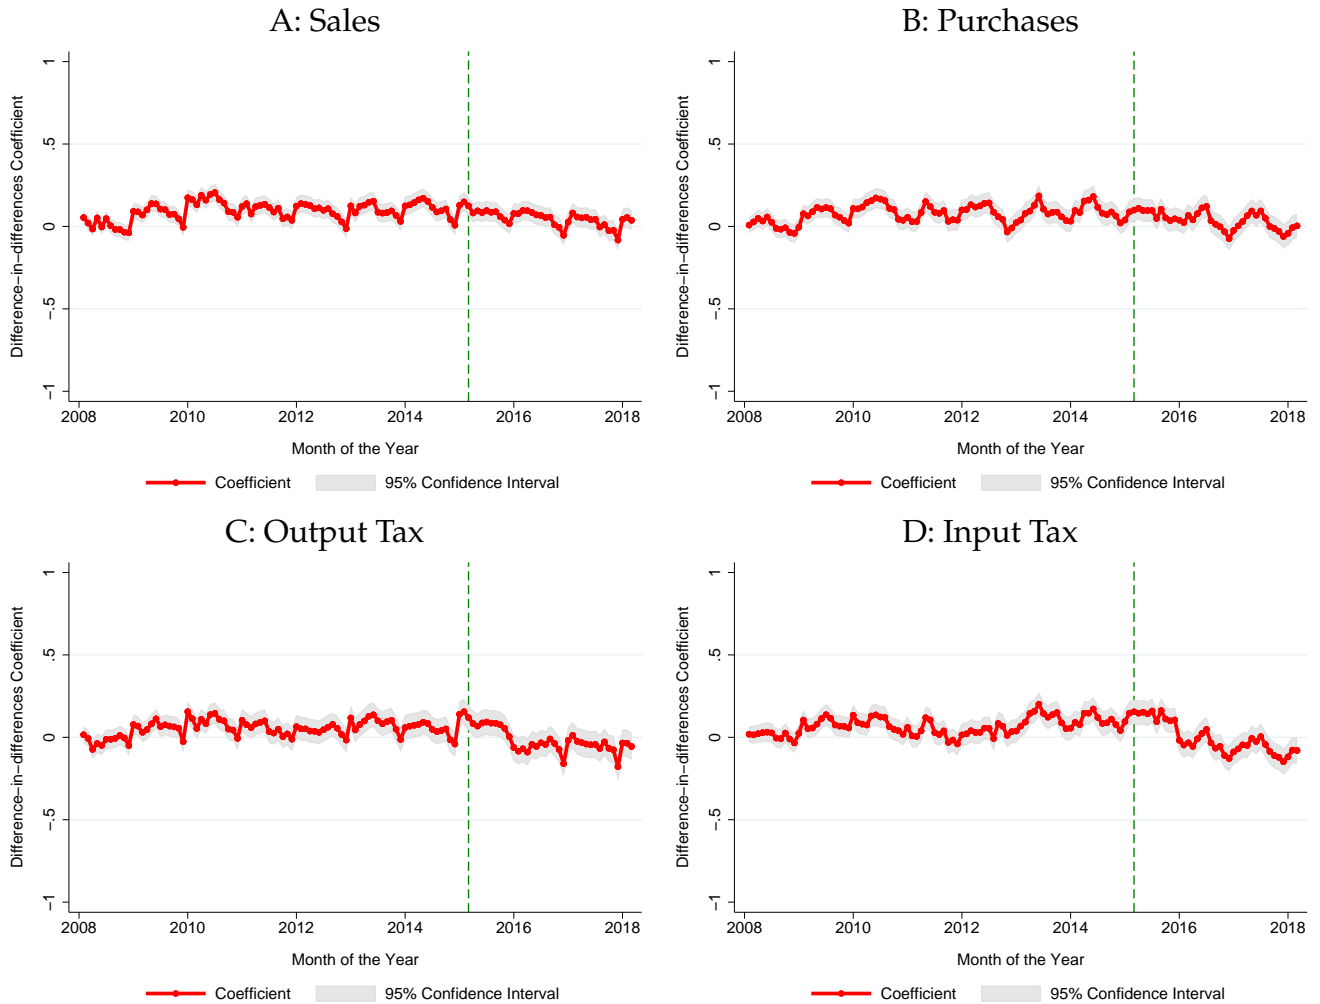 A: Sales
Difference-in-differences Coefficient
1
.5
0
-.5
-1
2008 2010 2012 2014 2016 2018
Month of the Year
Coefficient 95% Confidence Interval
B: Purchases
Difference-in-differences Coefficient
1
.5
0
-.5
-1
2008 2010 2012 2014 2016 2018
Month of the Year
Coefficient 95% Confidence Interval
C: Output Tax
Difference-in-differences Coefficient
1
.5
0
-.5
-1
2008 2010 2012 2014 2016 2018
Month of the Year
Coefficient 95% Confidence Interval
D: Input Tax
Difference-in-differences Coefficient
1
.5
0
-.5
-1
2008 2010 2012 2014 2016 2018
Month of the Year
Coefficient 95% Confidence Interval